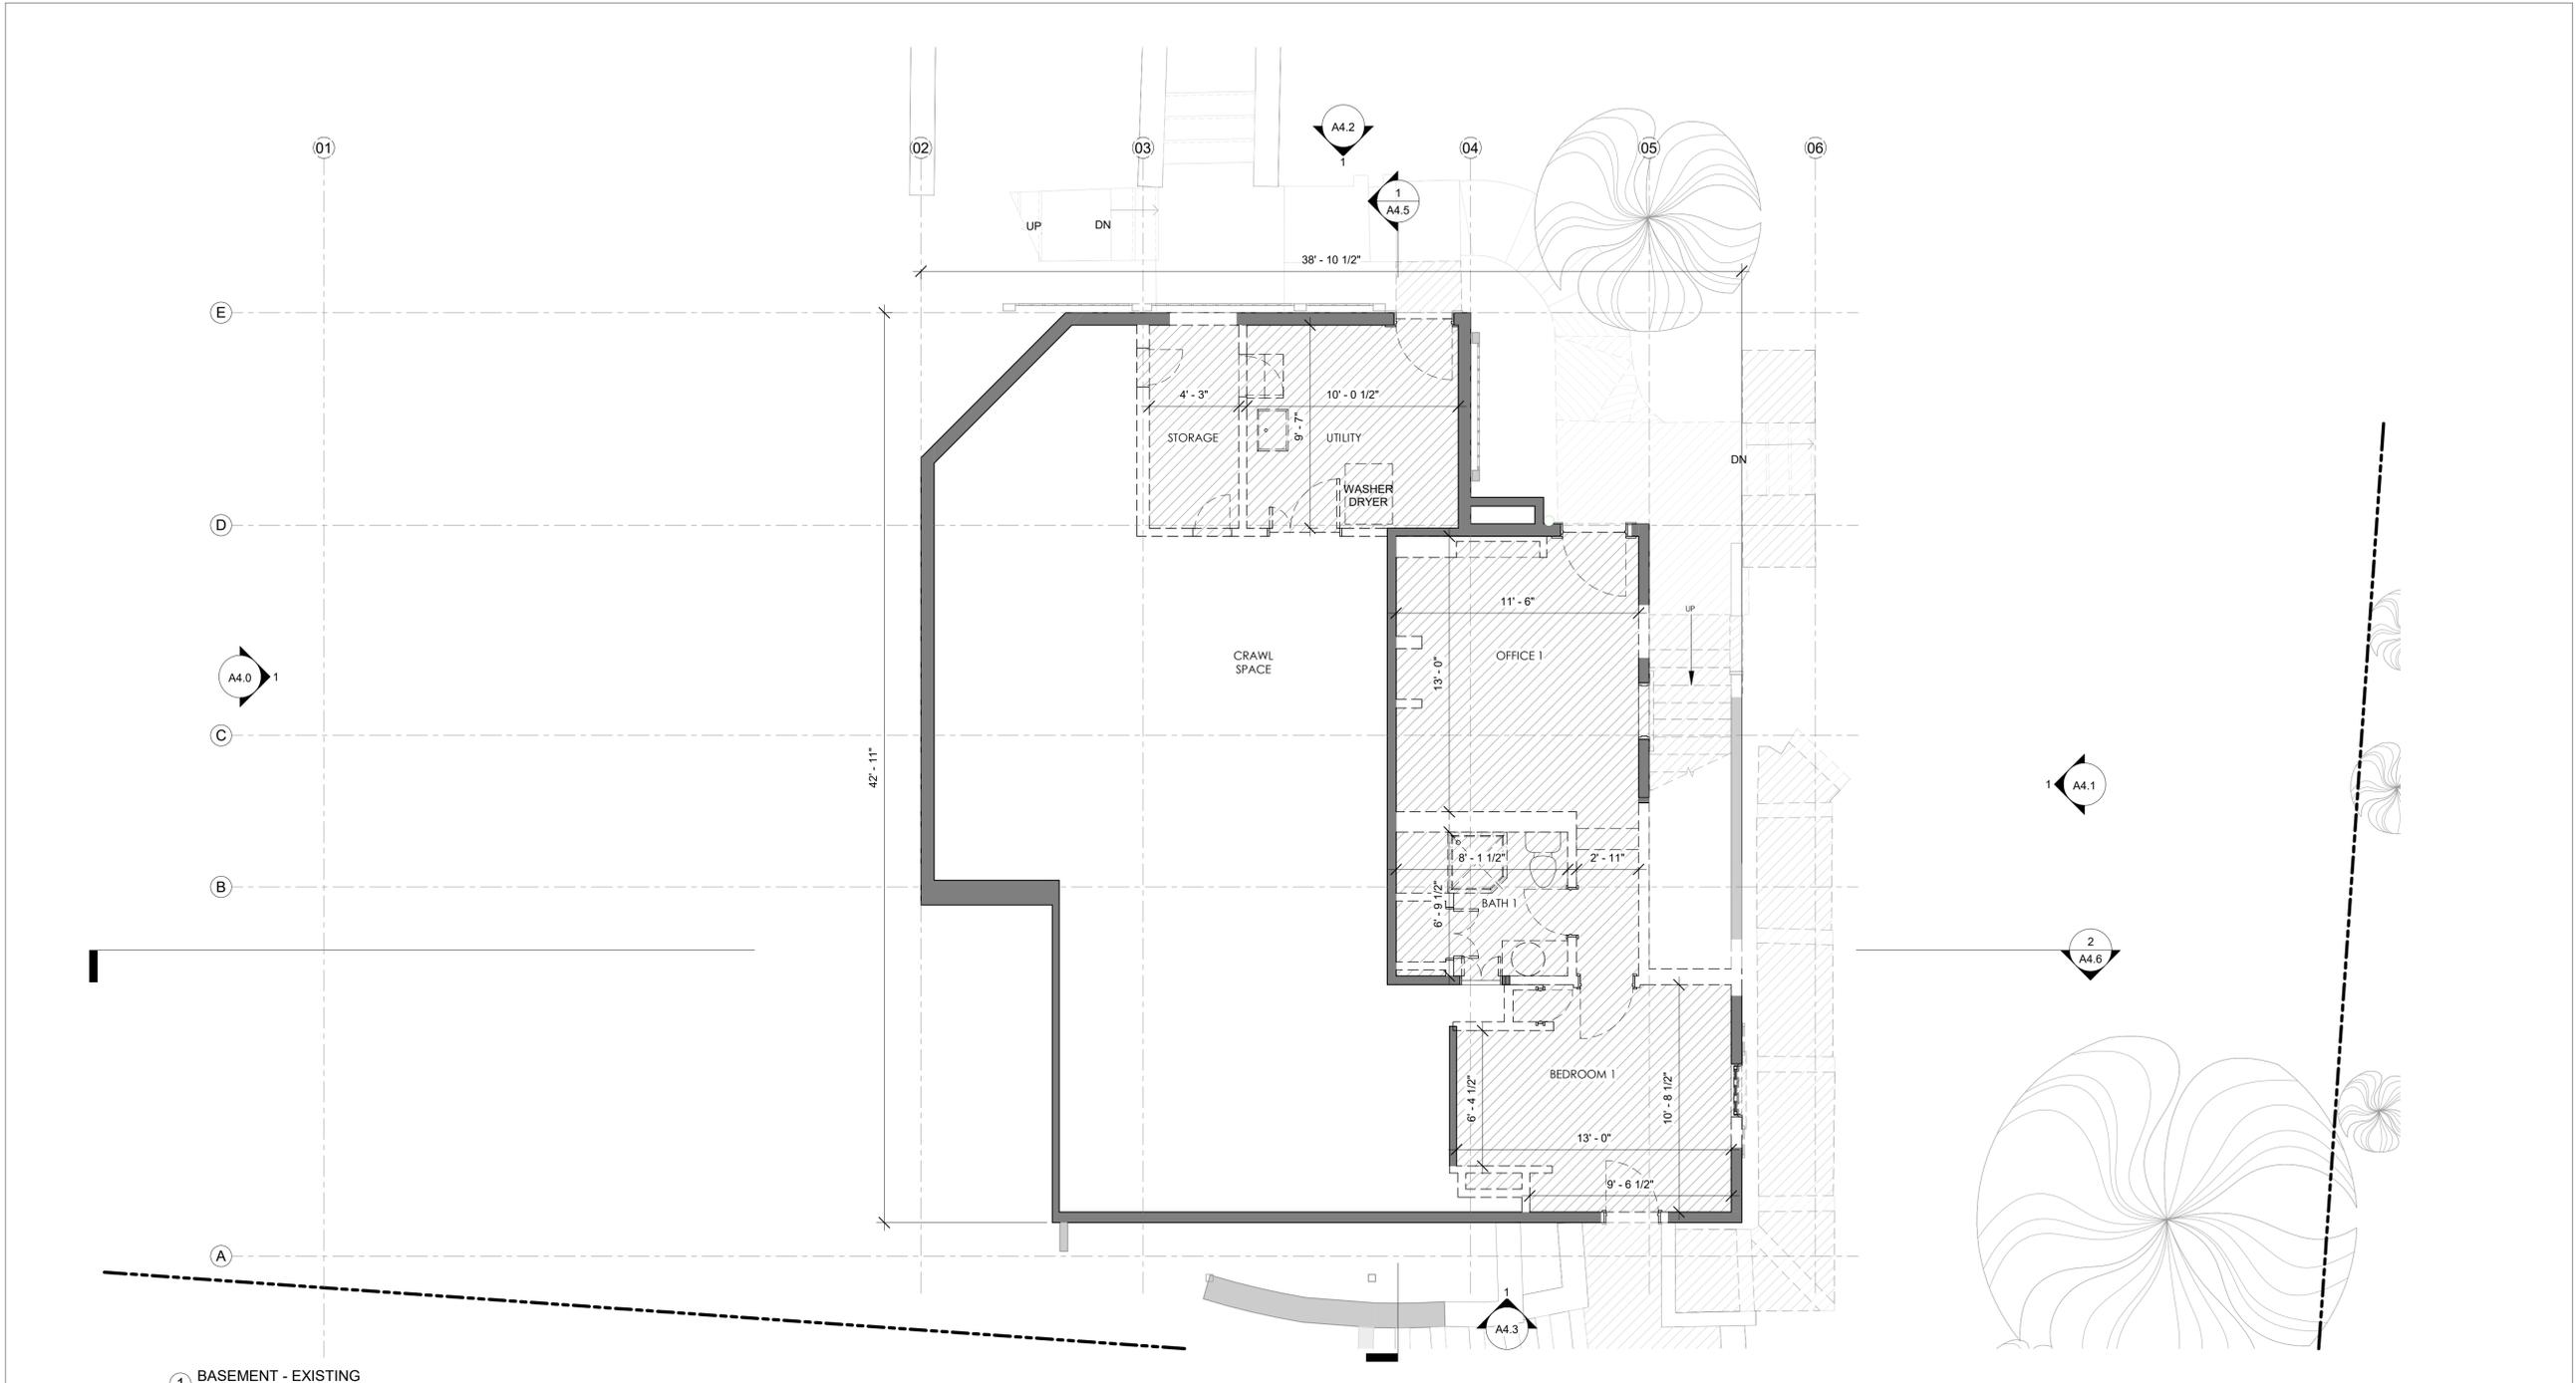 A4.2
1
01
02
03
04
05
06
1
A4.5
UP
DN
38' - 10 1/2"
E
4' - 3"
10' - 0 1/2"
9' - 7"
STORAGE
UTILITY
DN
WASHER
DRYER
D
11' - 6"
UP
CRAWL
SPACE
OFFICE 1
13' - 0"
A4.0
1
C
42' - 11"
1
A4.1
8' - 1 1/2"
2' - 11"
B
6' - 9 1/2"
BATH 1
2
A4.6
BEDROOM 1
6' - 4 1/2"
10' - 8 1/2"
13' - 0"
9' - 6 1/2"
A
1
A4.3
1
BASEMENT - EXISTING